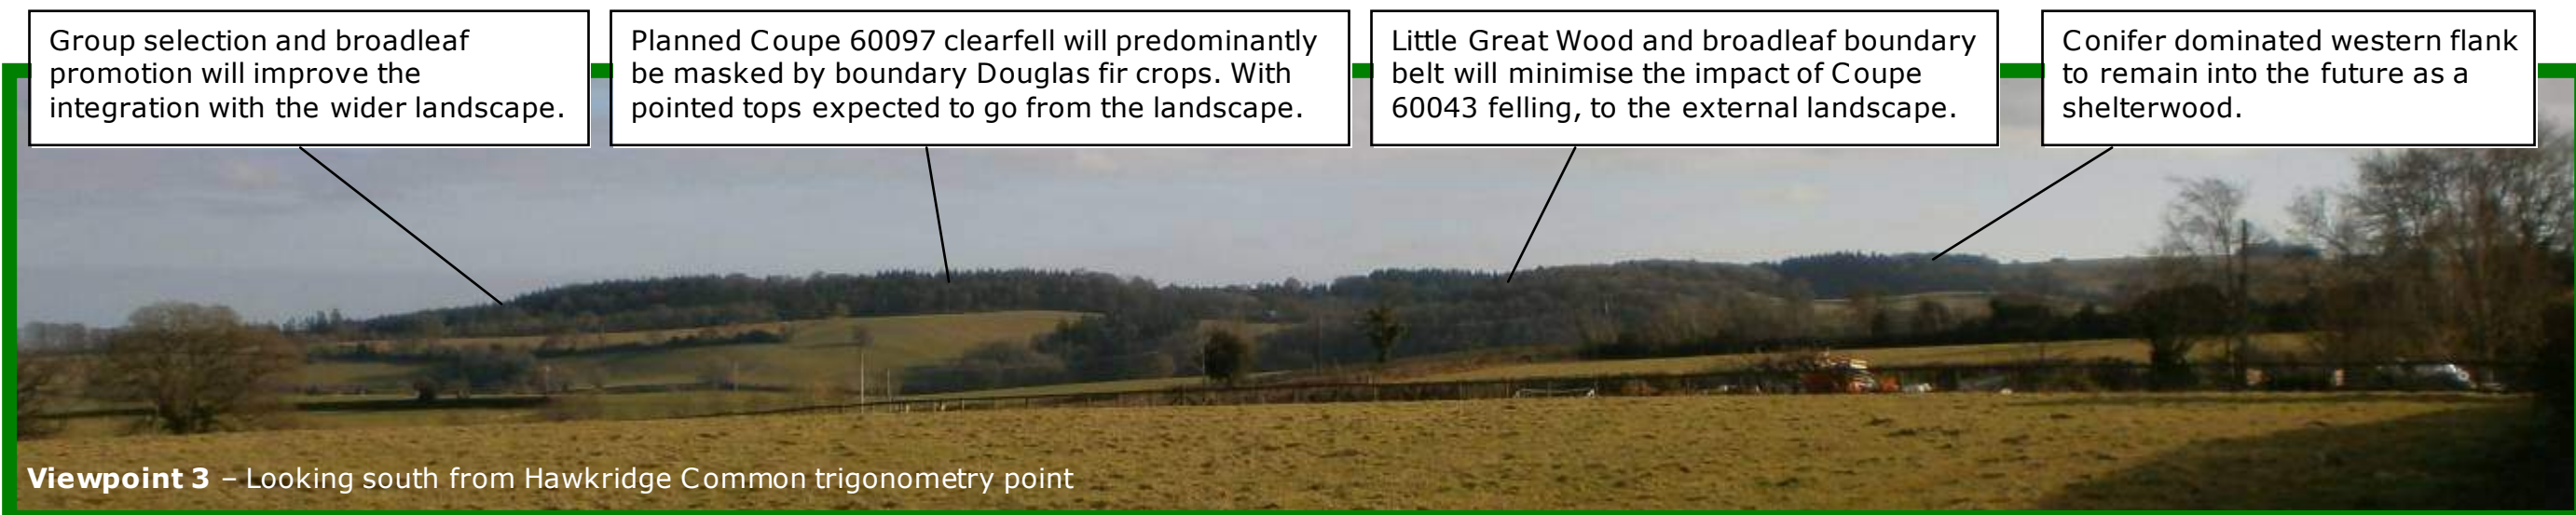 Group selection and broadleaf
promotion will improve the
integration with the wider landscape.
Planned Coupe 60097 clearfell will predominantly
be masked by boundary Douglas fir crops. With
pointed tops expected to go from the landscape.
Little Great Wood and broadleaf boundary
belt will minimise the impact of Coupe
60043 felling, to the external landscape.
Conifer dominated western flank
to remain into the future as a
shelterwood.
Viewpoint 3 – Looking south from Hawkridge Common trigonometry point